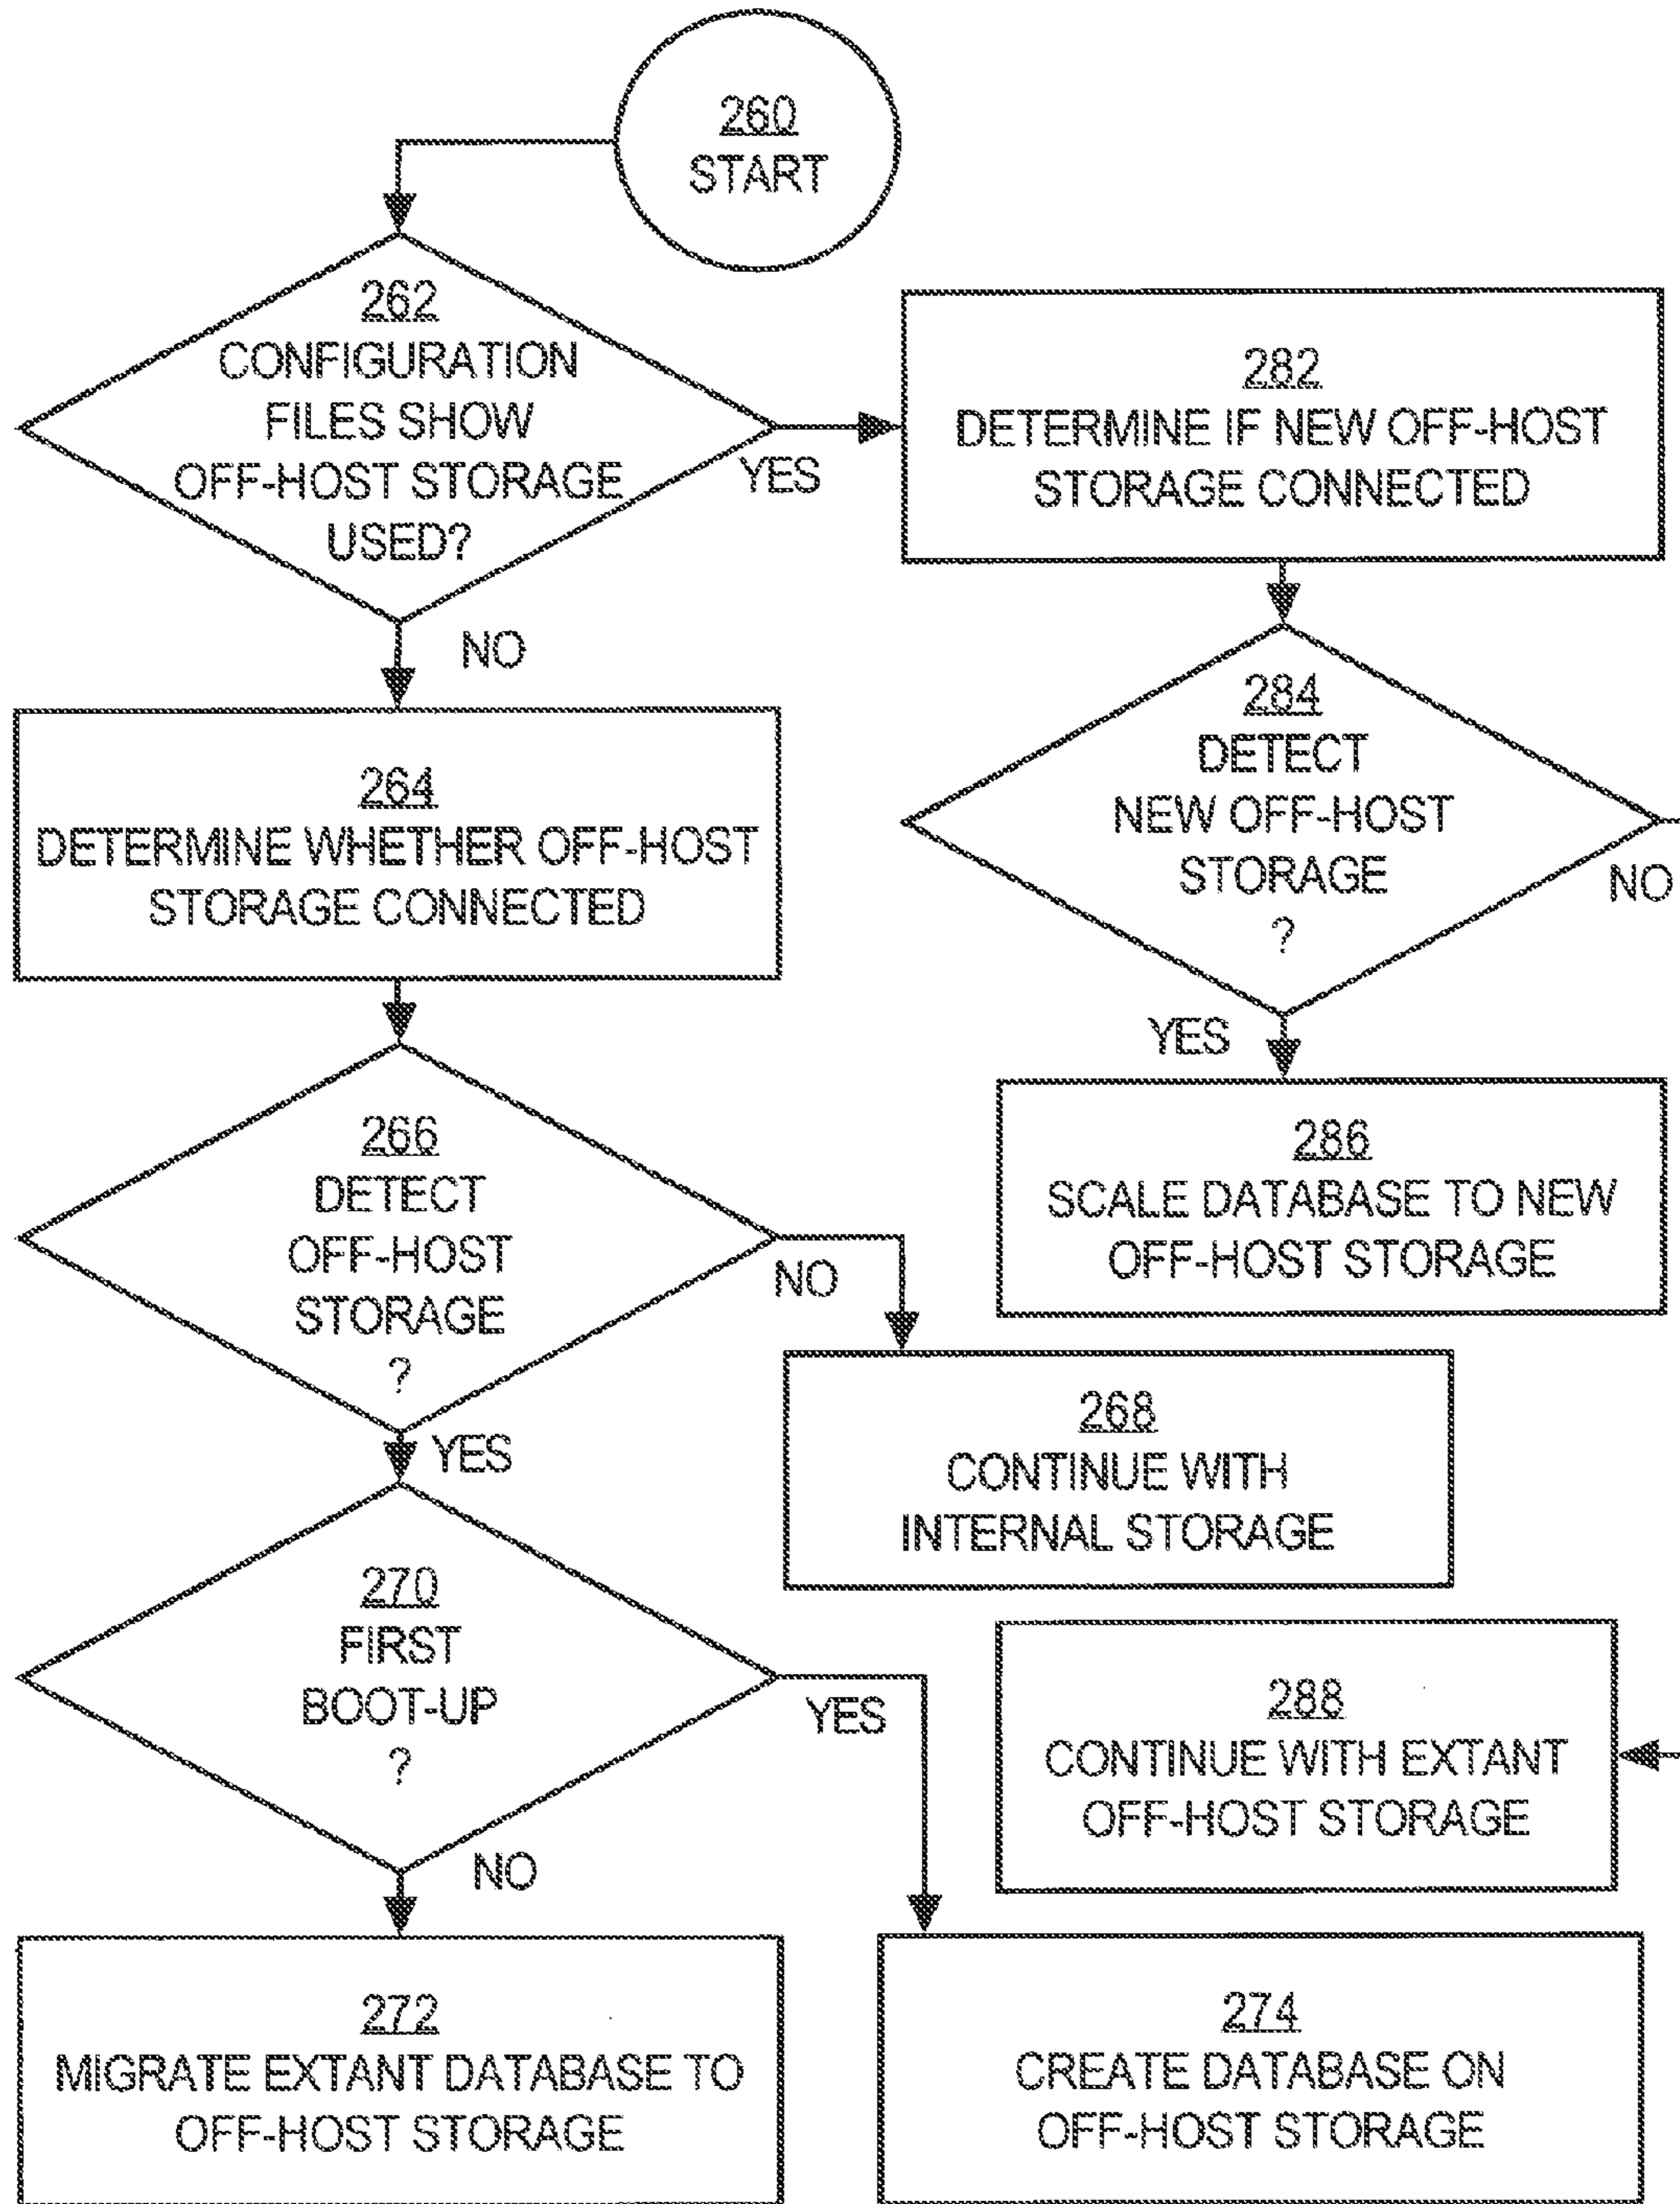 260
START
262
CONFIGURATION
FILES SHOW
OFF-HOST STORAGE
USED?
YES
NO
282
DETERMINE IF NEW OFF-HOST
STORAGE CONNECTED
284
DETECT
NEW OFF-HOST
STORAGE
?
NO
YES
264
DETERMINE WHETHER OFF-HOST
STORAGE CONNECTED
266
DETECT
OFF-HOST
STORAGE
?
NO
YES
286
SCALE DATABASE TO NEW
OFF-HOST STORAGE
268
CONTINUE WITH
INTERNAL STORAGE
270
FIRST
BOOT-UP
?
YES
NO
288
CONTINUE WITH EXTANT
OFF-HOST STORAGE
272
MIGRATE EXTANT DATABASE TO
OFF-HOST STORAGE
274
CREATE DATABASE ON
OFF-HOST STORAGE